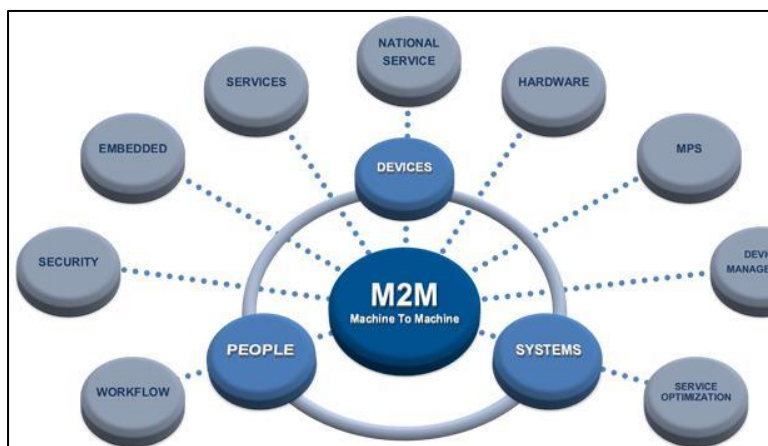 NATIONAL
SERVICE
SERVICES
HARDWARE
EMBEDDED
DEVICES
MPS
SECURITY
M2M
Machine To Machine
PEOPLE
SYSTEMS
WORKFLOW
SERVICE
OPTIMIZATION